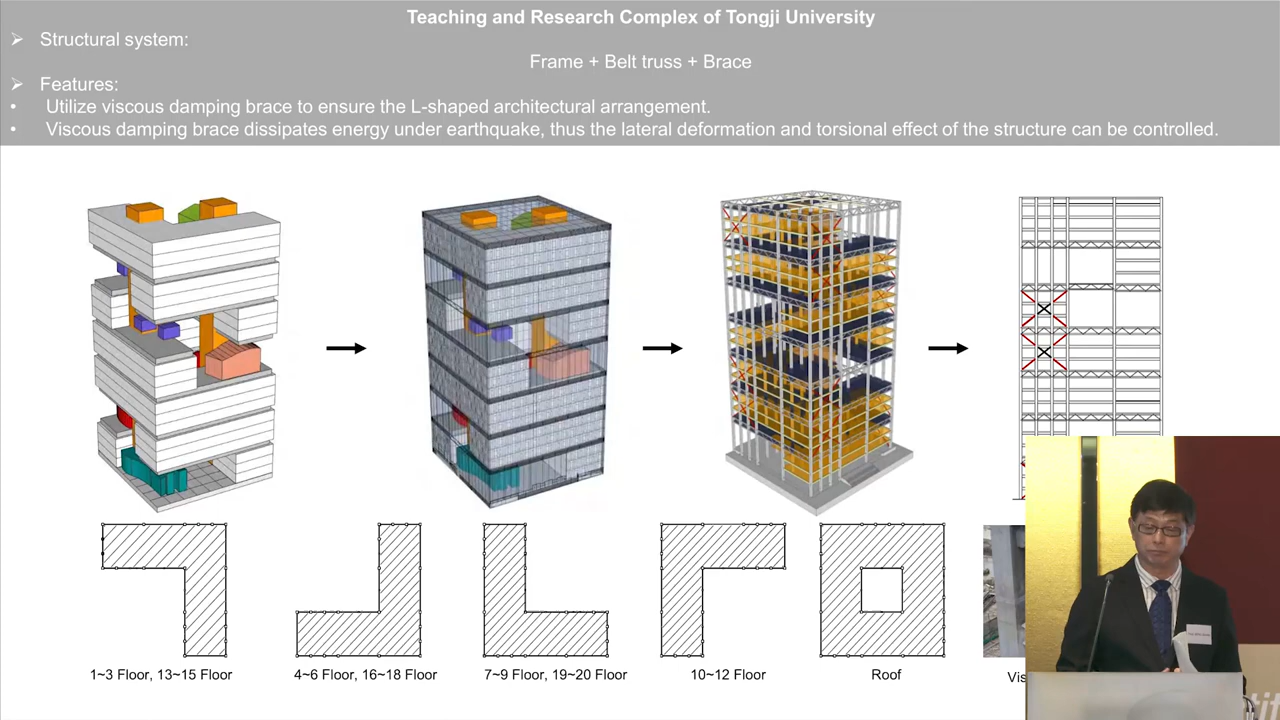 Teaching and Research Complex of Tongji University
➢ Structural system:
Frame + Belt truss + Brace
➢ Features:
• Utilize viscous damping brace to ensure the L-shaped architectural arrangement.
• Viscous damping brace dissipates energy under earthquake, thus the lateral deformation and torsional effect of the structure can be controlled.
1~3 Floor, 13~15 Floor
4~6 Floor, 16~18 Floor
7~9 Floor, 19~20 Floor
10~12 Floor
Roof